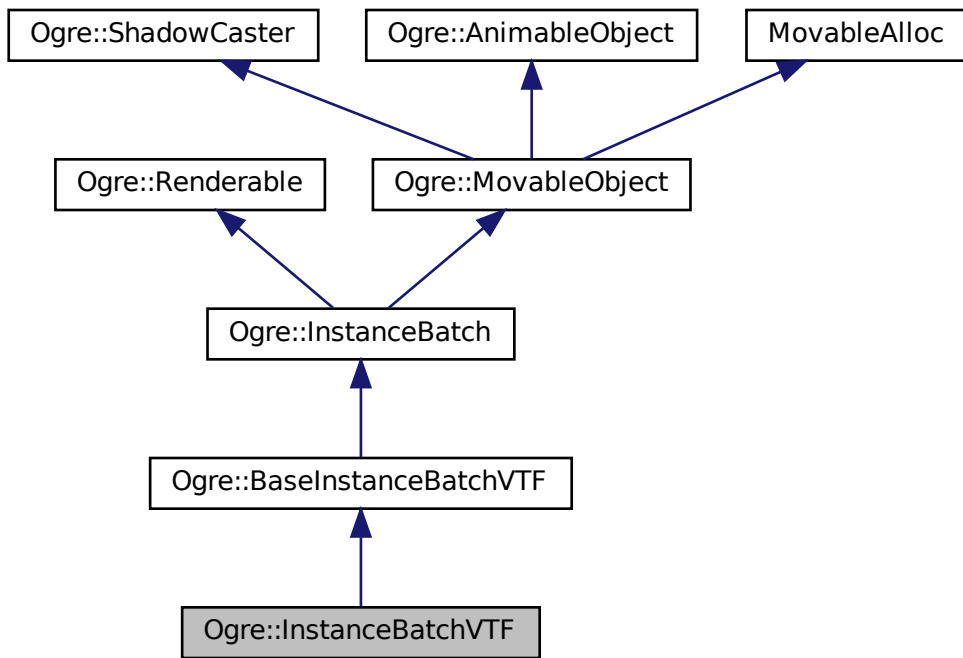 Ogre::ShadowCaster
Ogre::AnimableObject
MovableAlloc
Ogre::Renderable
Ogre::MovableObject
Ogre::InstanceBatch
Ogre::BaseInstanceBatchVTF
Ogre::InstanceBatchVTF